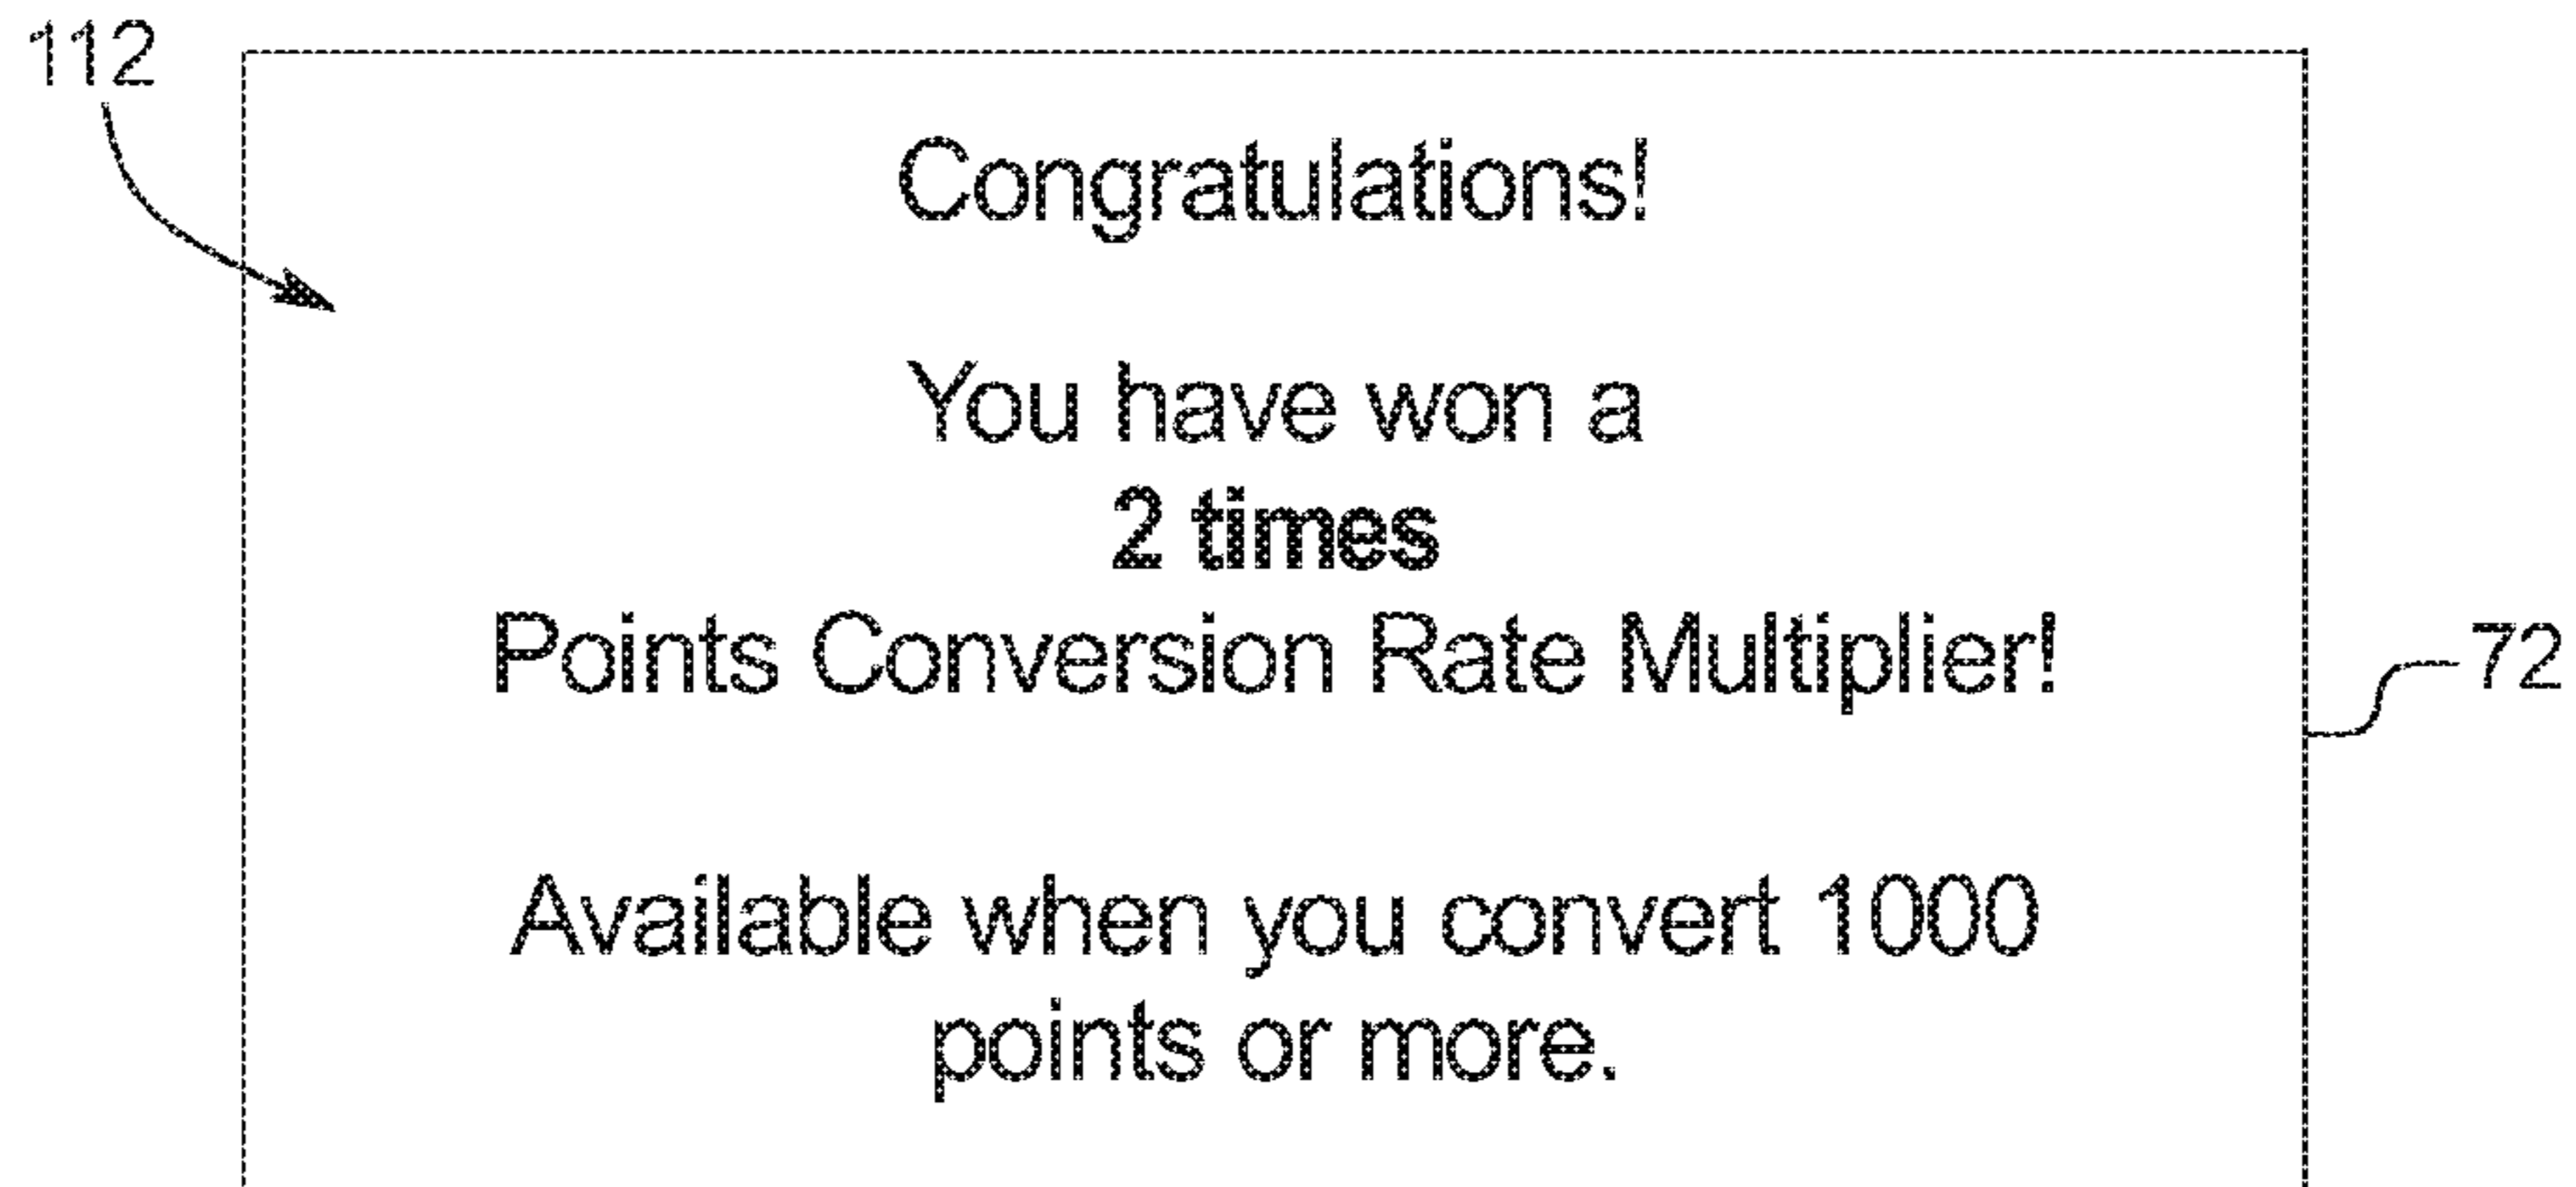 112
Congratulations!
You have won a
2 times
Points Conversion Rate Multiplier!
72
Available when you convert 1000
points or more.